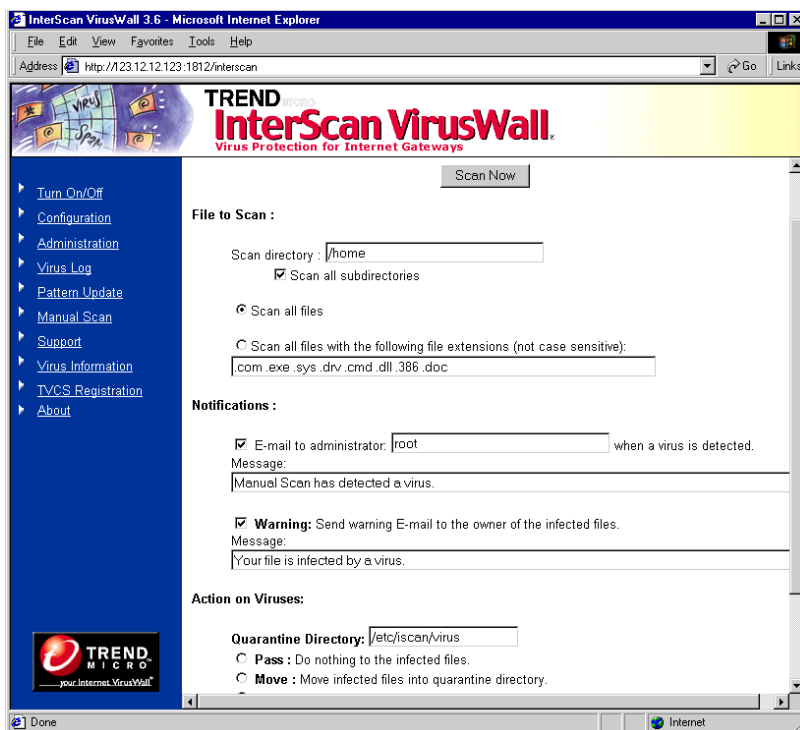 InterScan VirusWall 3.6 - Microsoft Internet Explorer
File Edit View Favorites Tools Help
Address http://123.12.12.123:1812/interscan Go Links
VIRUS
TREND MICRO
InterScan VirusWall
Virus Protection for Internet Gateways
Scan Now
Turn On/Off
Configuration
Administration
Virus Log
Pattern Update
Manual Scan
Support
Virus Information
TVCS Registration
About
File to Scan :
Scan directory : /home
Scan all subdirectories
Scan all files
Scan all files with the following file extensions (not case sensitive):
.com .exe .sys .drv .cmd .dll .386 .doc
Notifications :
E-mail to administrator: root when a virus is detected.
Message:
Manual Scan has detected a virus.
Warning: Send warning E-mail to the owner of the infected files.
Message:
Your file is infected by a virus.
Action on Viruses:
Quarantine Directory: /etc/iscan/virus
Pass : Do nothing to the infected files.
Move : Move infected files into quarantine directory.
TREND
MICRO
your Internet VirusWall
Done Internet